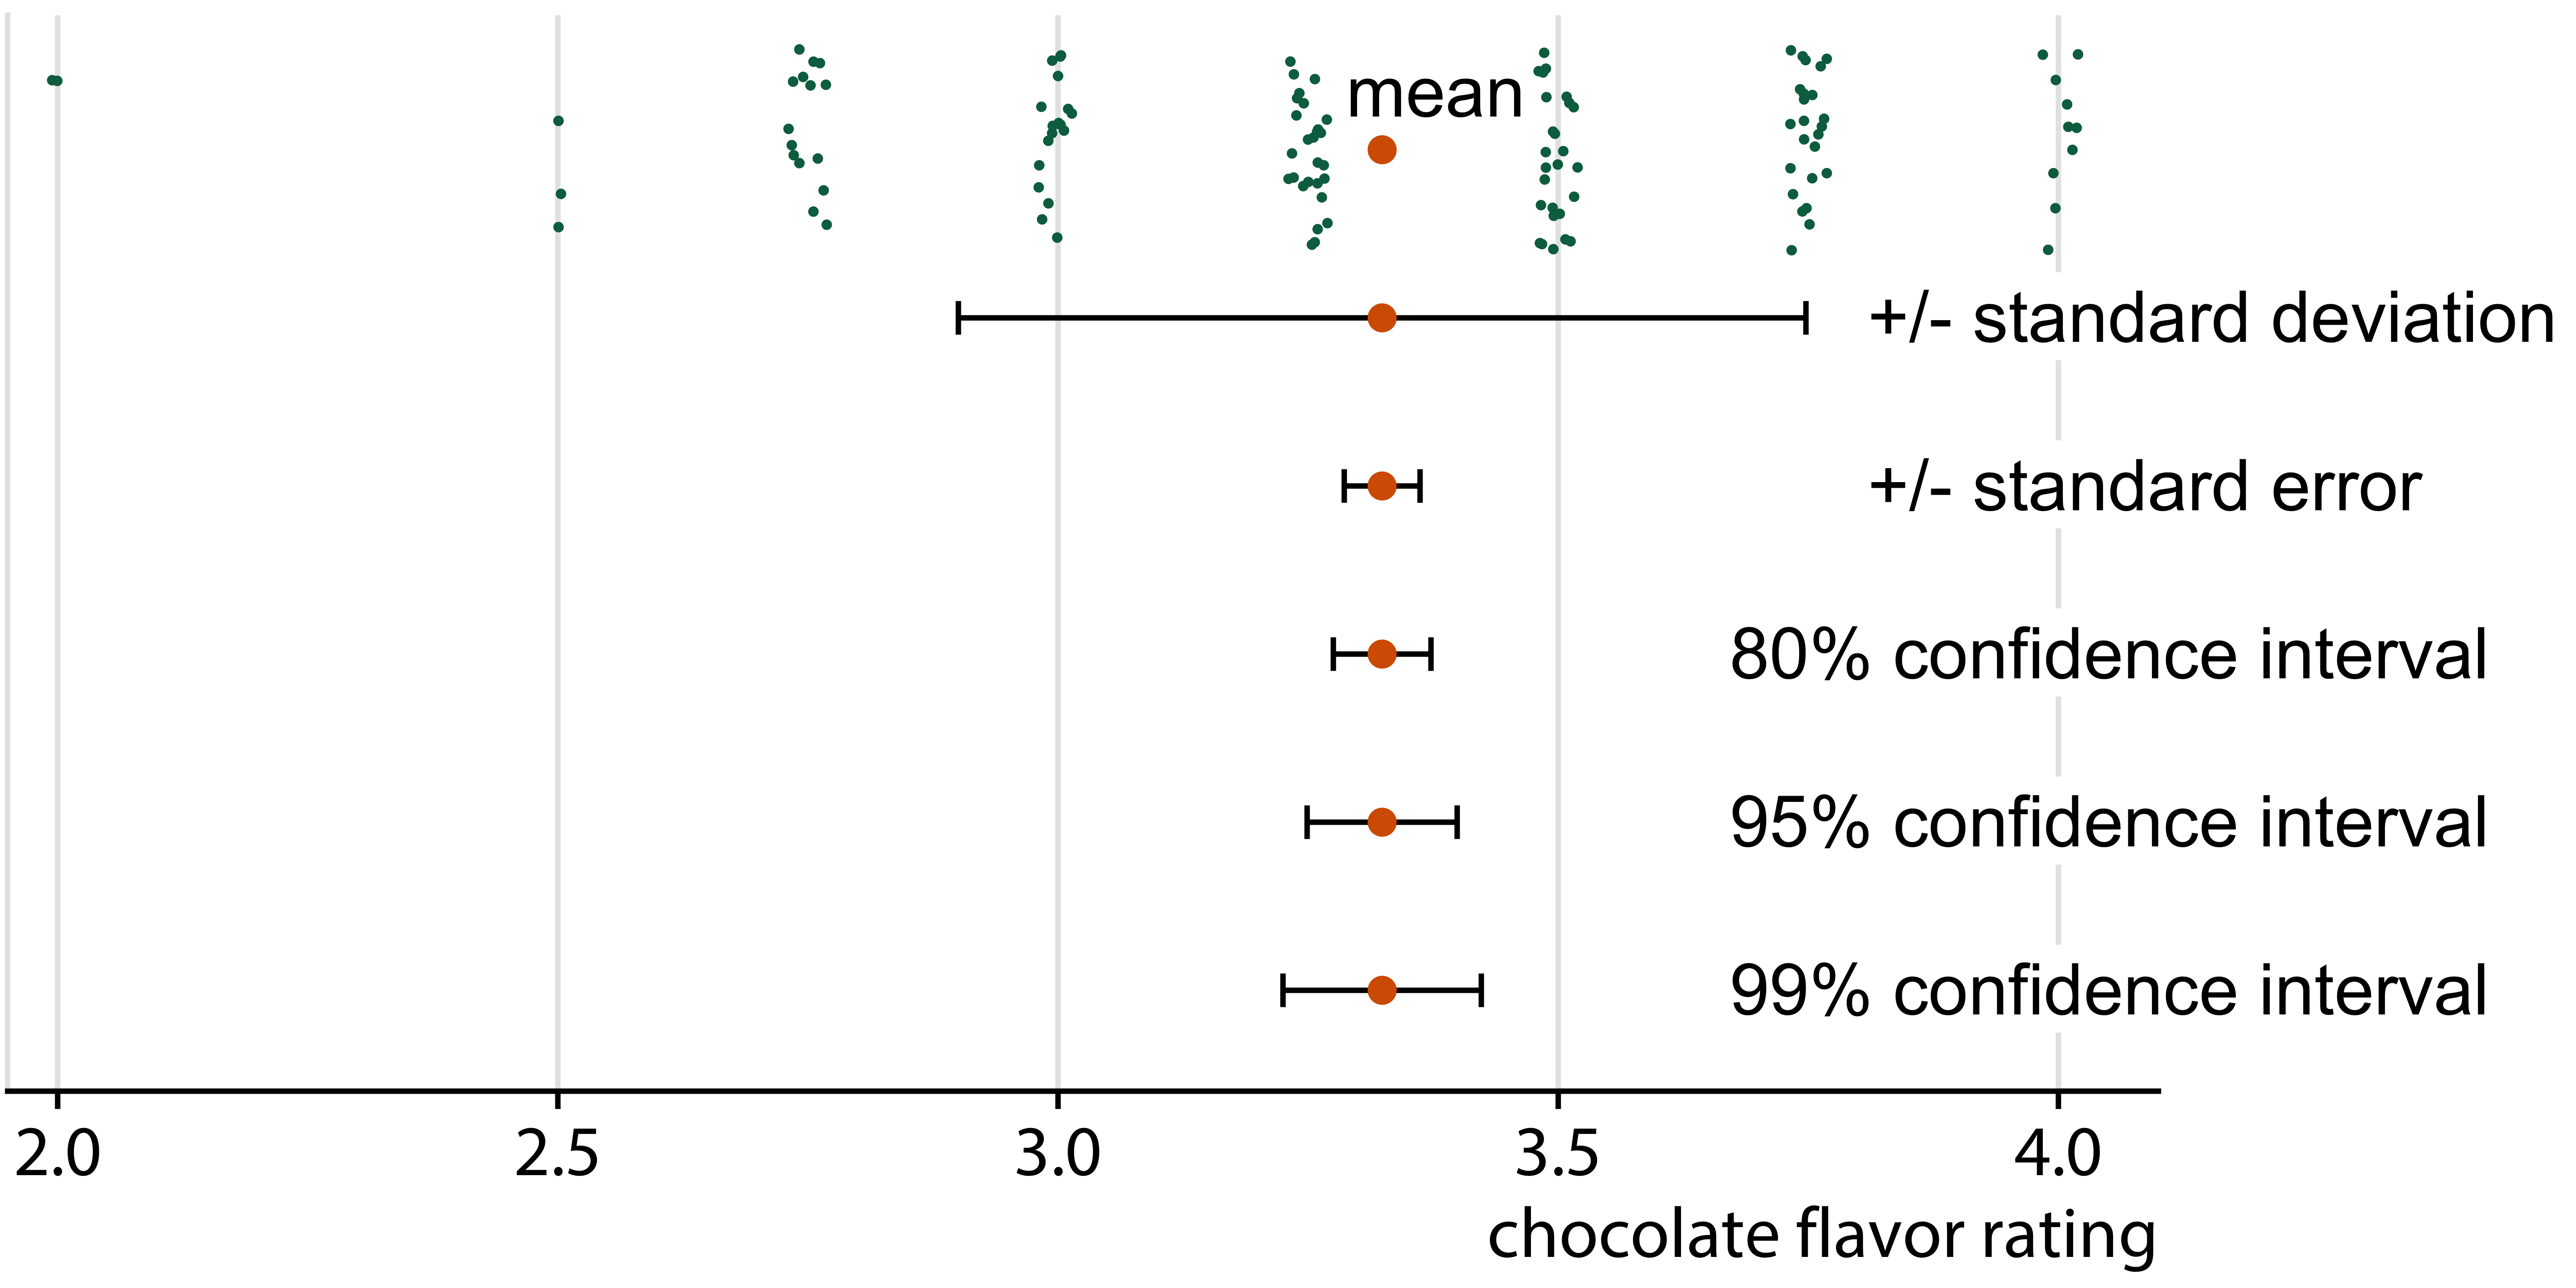 mean
+/- standard deviation
+/- standard error
80% confidence interval
95% confidence interval
99% confidence interval
2.0 2.5 3.0 3.5 4.0
chocolate flavor rating